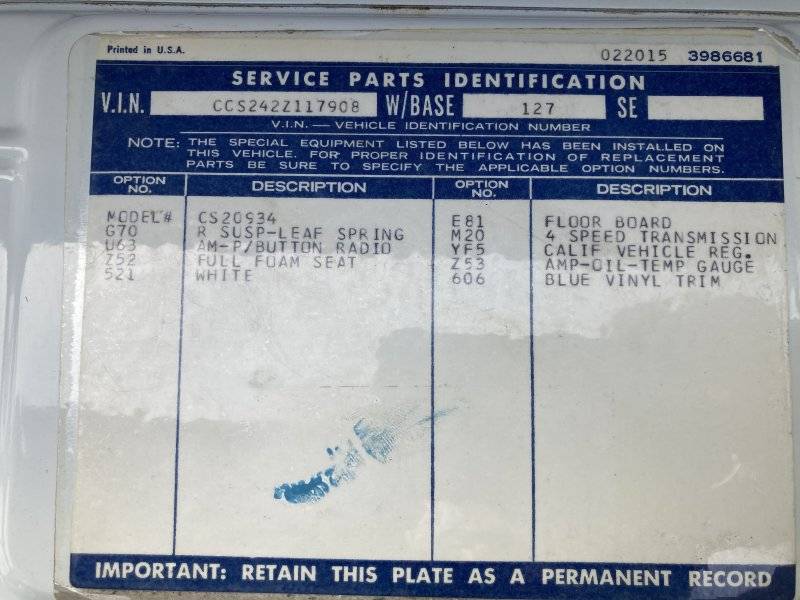 Printed in U.S.A.
022015 3986681
SERVICE PARTS IDENTIFICATION
V.I.N. CCS242Z117908 W/BASE 127 SE
V.I.N. — VEHICLE IDENTIFICATION NUMBER
NOTE: THE SPECIAL EQUIPMENT LISTED BELOW HAS BEEN INSTALLED ON
THIS VEHICLE. FOR PROPER IDENTIFICATION OF REPLACEMENT
PARTS BE SURE TO SPECIFY THE APPLICABLE OPTION NUMBERS.
OPTION NO. DESCRIPTION OPTION NO. DESCRIPTION
MODEL# CS20934 E81 FLOOR BOARD
G70 R SUSP-LEAF SPRING M20 4 SPEED TRANSMISSION
U63 AM-P/BUTTON RADIO YF5 CALIF VEHICLE REG.
Z52 FULL FOAM SEAT Z53 AMP-OIL-TEMP GAUGE
521 WHITE 606 BLUE VINYL TRIM
IMPORTANT: RETAIN THIS PLATE AS A PERMANENT RECORD